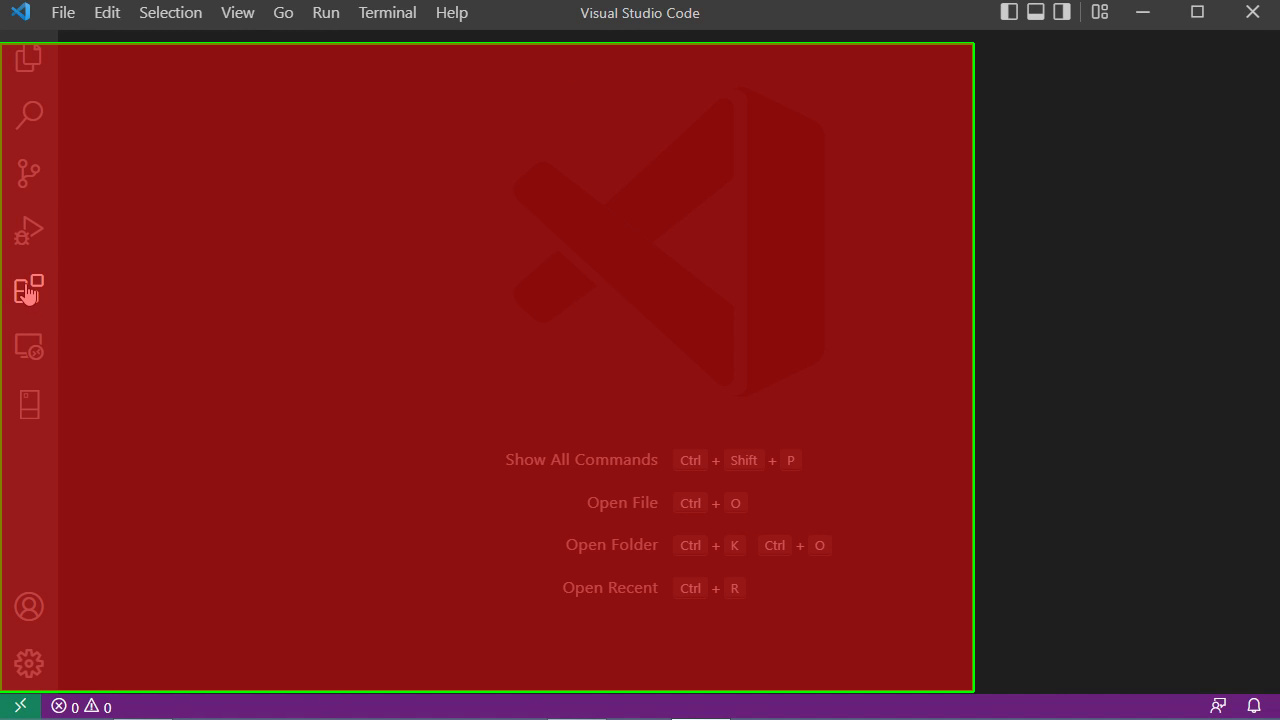 File Edit Selection View Go Run Terminal Help Visual Studio Code
Show All Commands Ctrl + Shift + P
Open File Ctrl + O
Open Folder Ctrl + K Ctrl + O
Open Recent Ctrl + R
0 0